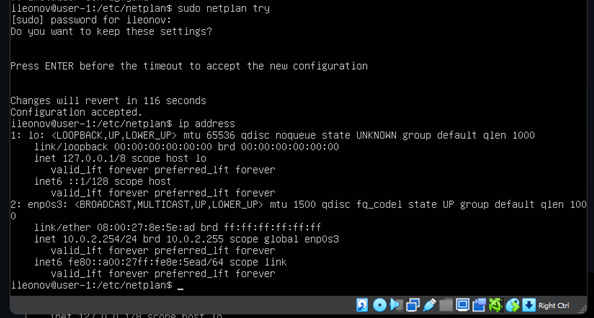 ileonov@user-1:/etc/netplan$ sudo netplan try
[sudo] password for ileonov:
Do you want to keep these settings?
Press ENTER before the timeout to accept the new configuration
Changes will revert in 116 seconds
Configuration accepted.
ileonov@user-1:/etc/netplan$ ip address
1: lo: <LOOPBACK,UP,LOWER_UP> mtu 65536 qdisc noqueue state UNKNOWN group default qlen 1000
link/loopback 00:00:00:00:00:00 brd 00:00:00:00:00:00
inet 127.0.0.1/8 scope host lo
valid_lft forever preferred_lft forever
inet6 ::1/128 scope host
valid_lft forever preferred_lft forever
2: enp0s3: <BROADCAST,MULTICAST,UP,LOWER_UP> mtu 1500 qdisc fq_codel state UP group default qlen 100
0
link/ether 08:00:27:8e:5e:ad brd ff:ff:ff:ff:ff:ff
inet 10.0.2.254/24 brd 10.0.2.255 scope global enp0s3
valid_lft forever preferred_lft forever
inet6 fe80::a00:27ff:fe8e:5ead/64 scope link
valid_lft forever preferred_lft forever
ileonov@user-1:/etc/netplan$ _
Right Ctrl
inet 127.0.0.1/8 scope host lo